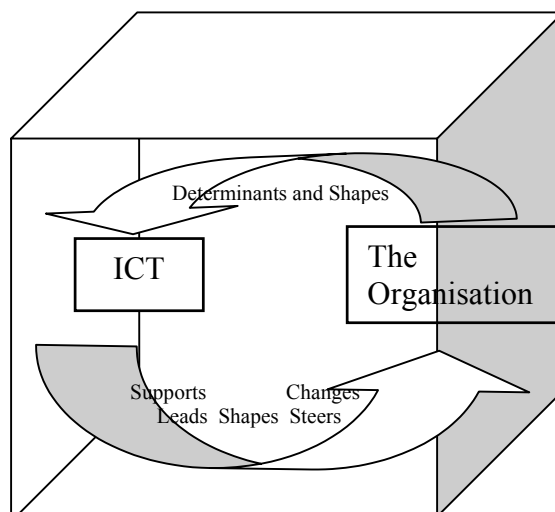 Determinants and Shapes
ICT
The
Organisation
Supports Changes
Leads Shapes Steers